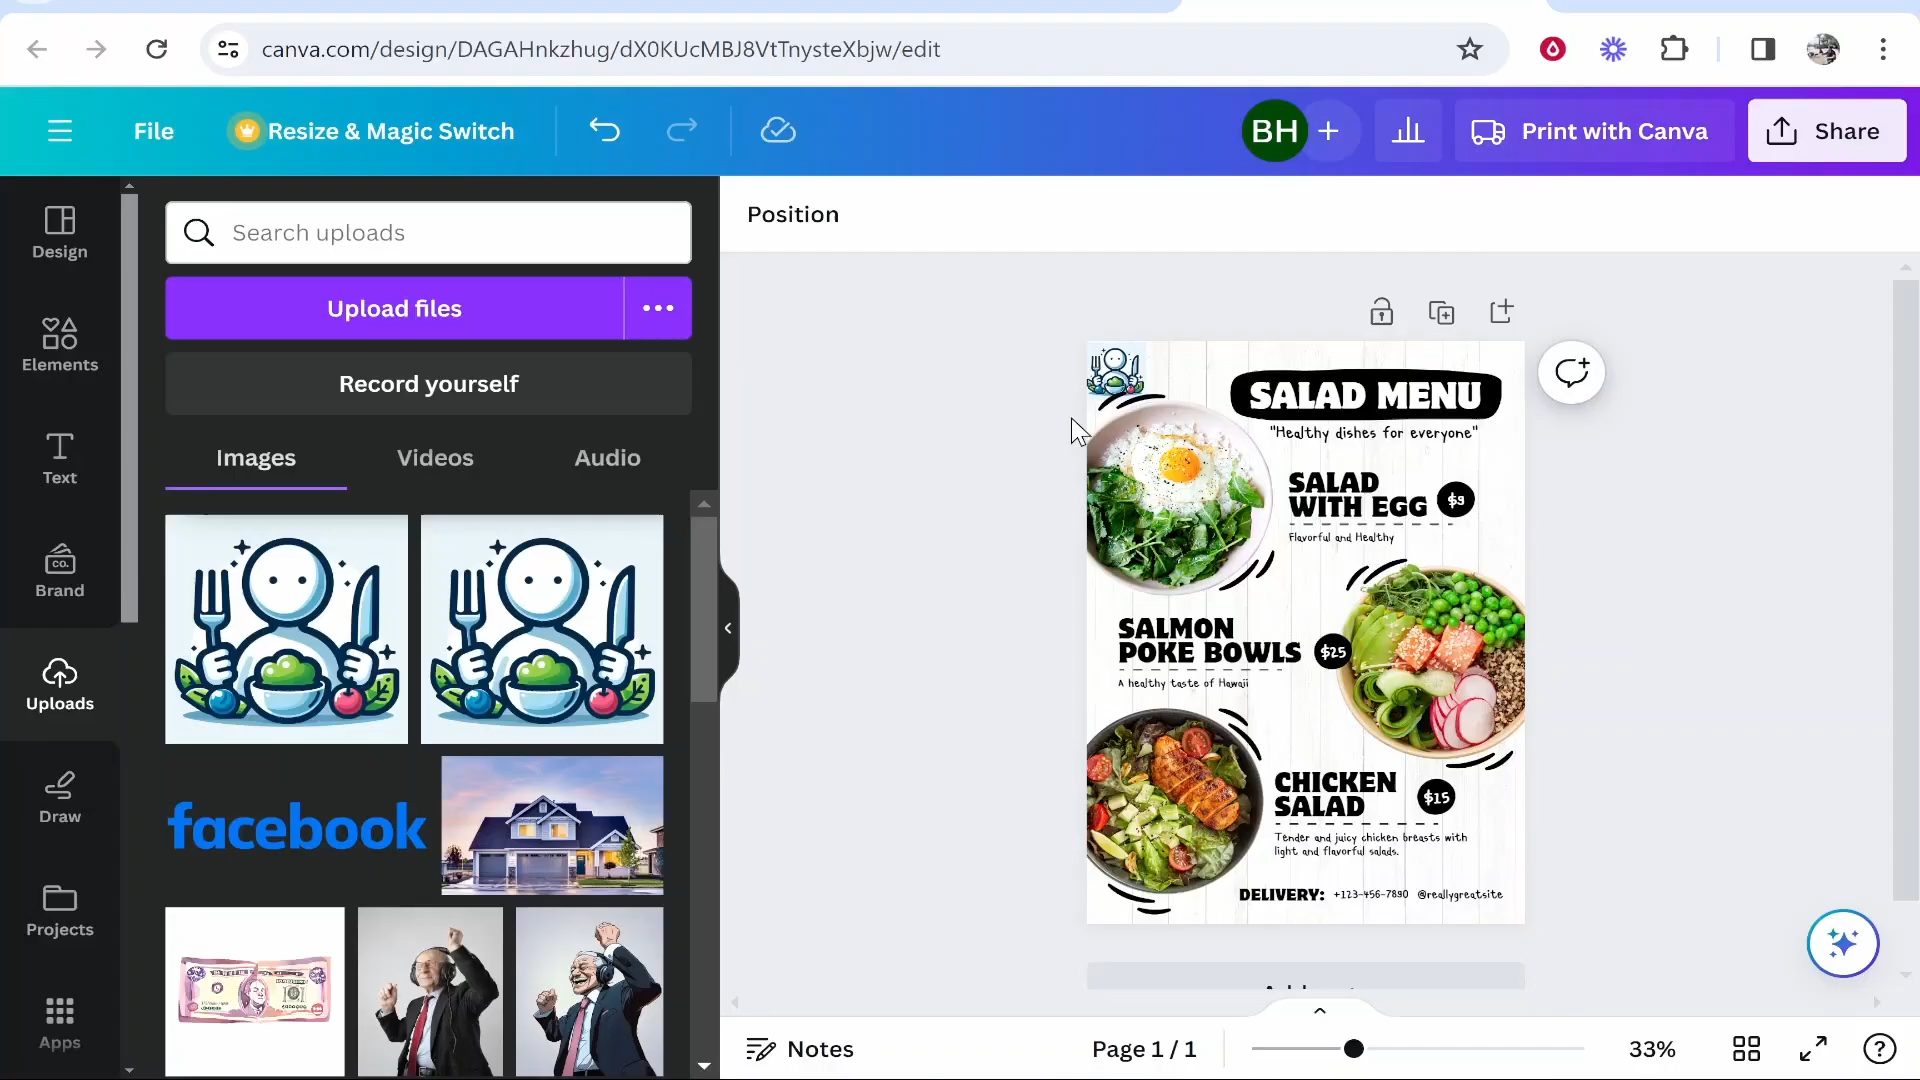 canva.com/design/DAGAHnkzhug/dX0KUcMBJ8VtTnysteXbjw/edit
File
Resize & Magic Switch
BH
Print with Canva
Share
Design
Elements
Text
CO.
Brand
Uploads
Draw
Projects
Apps
Search uploads
Upload files
Record yourself
Images
Videos
Audio
facebook
Position
SALAD MENU
"Healthy dishes for everyone"
SALAD
WITH EGG
$9
Flavorful and Healthy
SALMON
POKE BOWLS
$25
A healthy taste of Hawaii
CHICKEN
SALAD
$15
Tender and juicy chicken breasts with
light and flavorful salads.
DELIVERY: +123-456-7890 @reallygreatsite
Notes
Page 1 / 1
33%